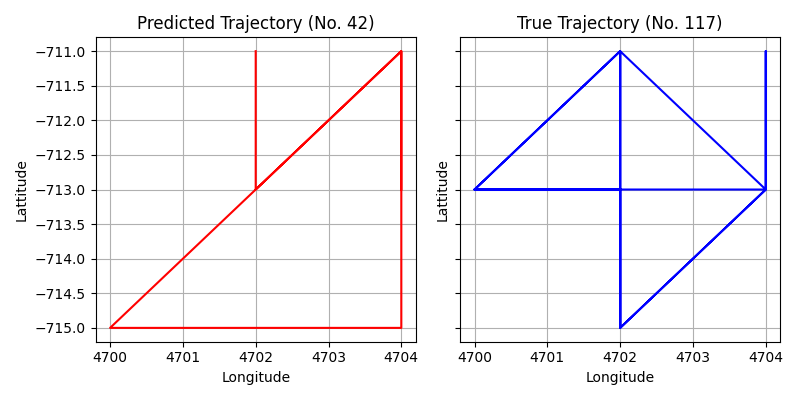 Predicted Trajectory (No. 42)
True Trajectory (No. 117)
−711.0
−711.5
−712.0
−712.5
−713.0
−713.5
−714.0
−714.5
−715.0
Lattitude
Lattitude
4700 4701 4702 4703 4704
4700 4701 4702 4703 4704
Longitude
Longitude